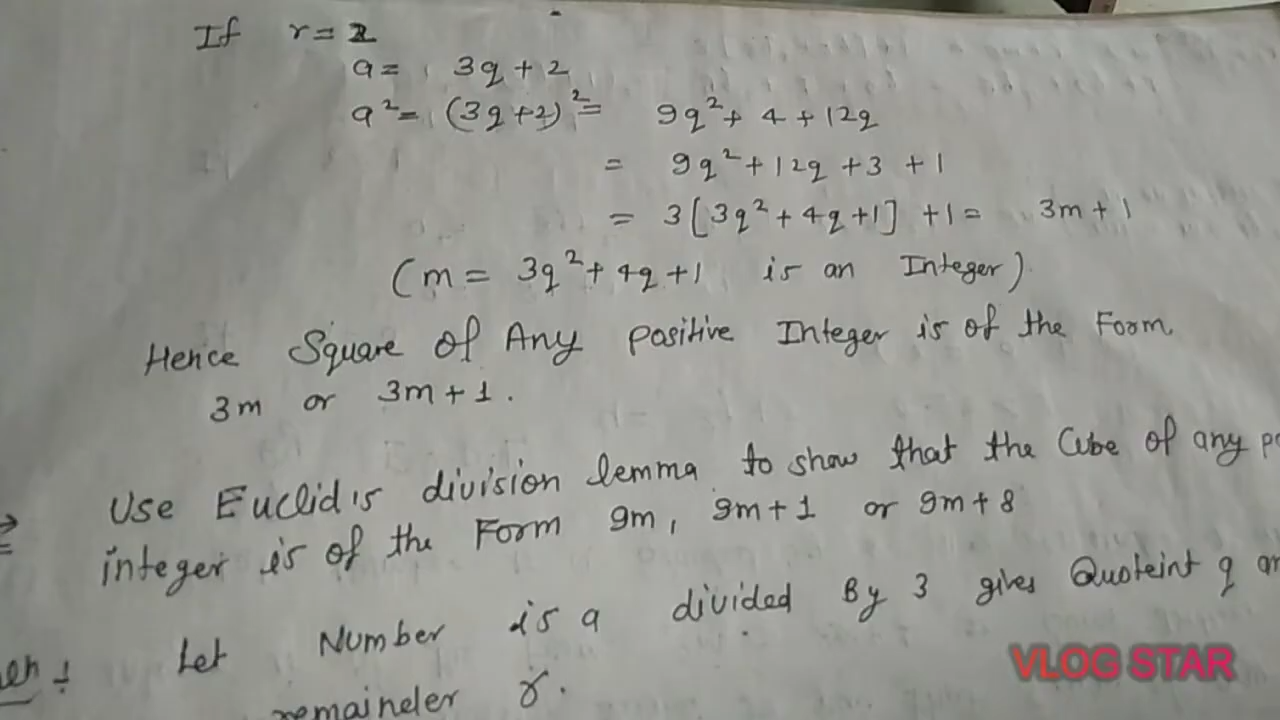 If r = 2
a = 3q + 2
a² = (3q+2)² = 9q² + 4 + 12q
= 9q² + 12q + 3 + 1
= 3[3q² + 4q + 1] + 1 = 3m + 1
(m = 3q² + 4q + 1 is an Integer)
Hence Square of Any positive Integer is of the Form
3m or 3m + 1.
Use Euclid's division lemma to show that the Cube of any
integer is of the Form 9m, 9m + 1 or 9m + 8
Let Number is a divided By 3 gives Quoteint q
remainder r.
VLOG STAR